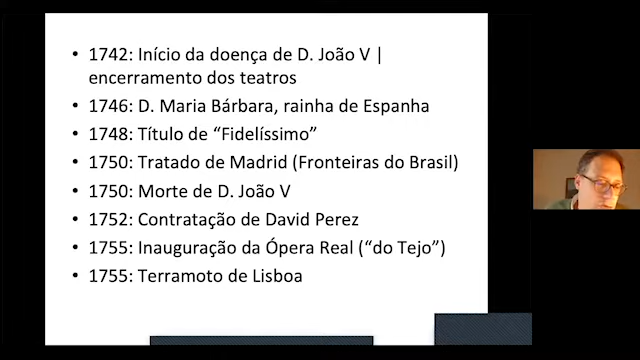 • 1742: Início da doença de D. João V |
encerramento dos teatros
• 1746: D. Maria Bárbara, rainha de Espanha
• 1748: Título de “Fidelíssimo”
• 1750: Tratado de Madrid (Fronteiras do Brasil)
• 1750: Morte de D. João V
• 1752: Contratação de David Perez
• 1755: Inauguração da Ópera Real (“do Tejo”)
• 1755: Terramoto de Lisboa